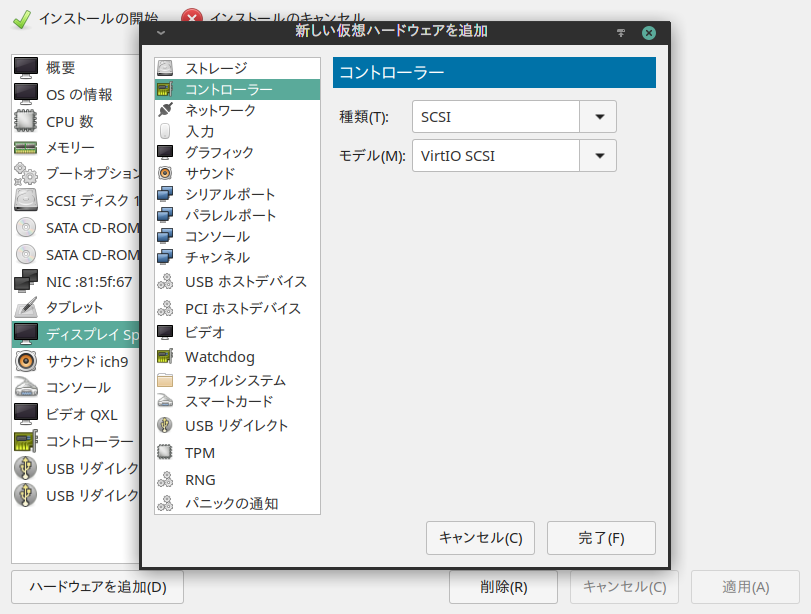 インストールの開始
インストールのキャンセル
新しい仮想ハードウェアを追加
概要
OS の情報
CPU 数
メモリー
ブートオプション
SCSI ディスク 1
SATA CD-ROM
SATA CD-ROM
NIC :81:5f:67
タブレット
ディスプレイ Sp
サウンド ich9
コンソール
ビデオ QXL
コントローラー
USB リダイレク
USB リダイレク
ストレージ
コントローラー
ネットワーク
入力
グラフィック
サウンド
シリアルポート
パラレルポート
コンソール
チャンネル
USB ホストデバイス
PCI ホストデバイス
ビデオ
Watchdog
ファイルシステム
スマートカード
USB リダイレクト
TPM
RNG
パニックの通知
コントローラー
種類(T): SCSI
モデル(M): VirtIO SCSI
キャンセル(C) 完了(F)
ハードウェアを追加(D) 削除(R) キャンセル(C) 適用(A)